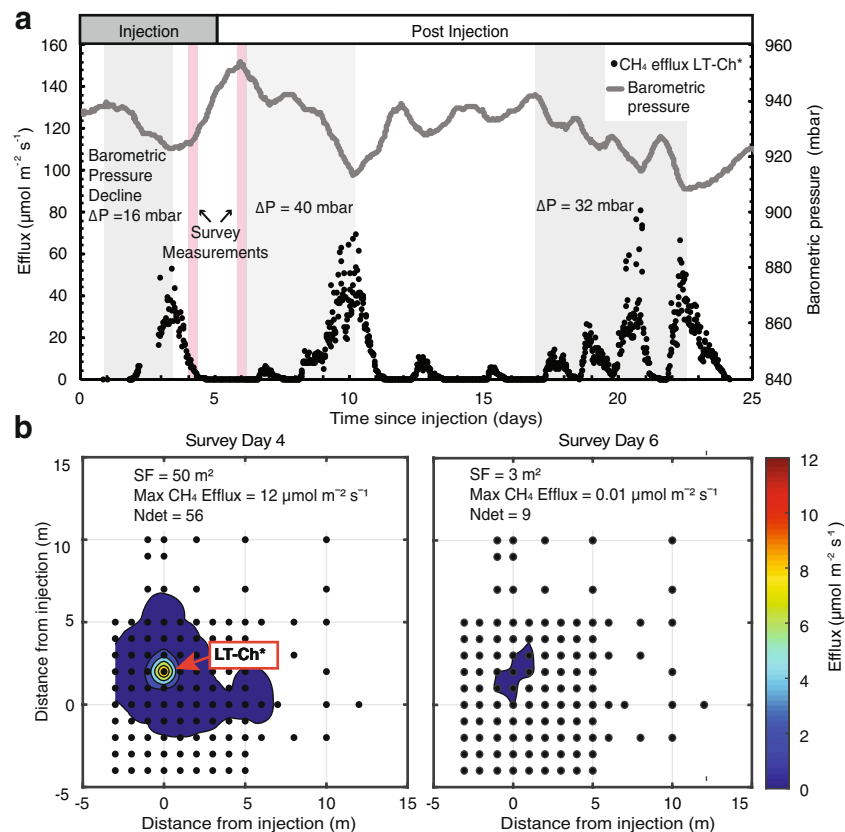 a
Injection
Post Injection
160
140
120
100
80
60
40
20
0
Efflux (µmol m⁻² s⁻¹)
960
940
920
900
880
860
840
Barometric pressure (mbar)
•CH₄ efflux LT-Ch*
Barometric
pressure
Barometric
Pressure
Decline
ΔP =16 mbar
Survey
Measurements
ΔP = 40 mbar
ΔP = 32 mbar
0 5 10 15 20 25
Time since injection (days)
b
Survey Day 4
15
10
5
0
-5
Distance from injection (m)
SF = 50 m²
Max CH₄ Efflux = 12 µmol m⁻² s⁻¹
Ndet = 56
LT-Ch*
-5 0 5 10 15
Distance from injection (m)
Survey Day 6
SF = 3 m²
Max CH₄ Efflux = 0.01 µmol m⁻² s⁻¹
Ndet = 9
-5 0 5 10 15
Distance from injection (m)
12
10
8
6
4
2
0
Efflux (µmol m⁻² s⁻¹)